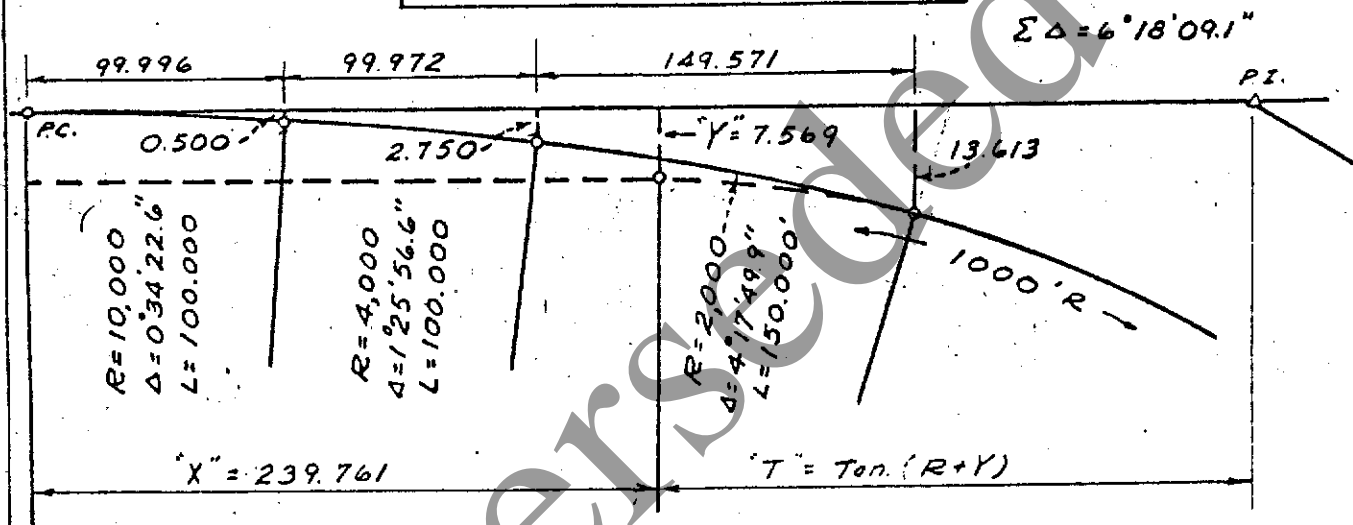 Σ Δ = 6°18'09.1"
99.996
99.972
149.571
P.I.
P.C.
0.500
2.750
"Y" = 7.569
13.613
R=10,000
Δ=0°34'22.6"
L=100.000
R=4,000
Δ=1°25'56.6"
L=100.000
R=2,000
Δ=4°17'49.9"
L=150.000'
1000'R
"X" = 239.761
"T" = Tan. (R+Y)
erseded